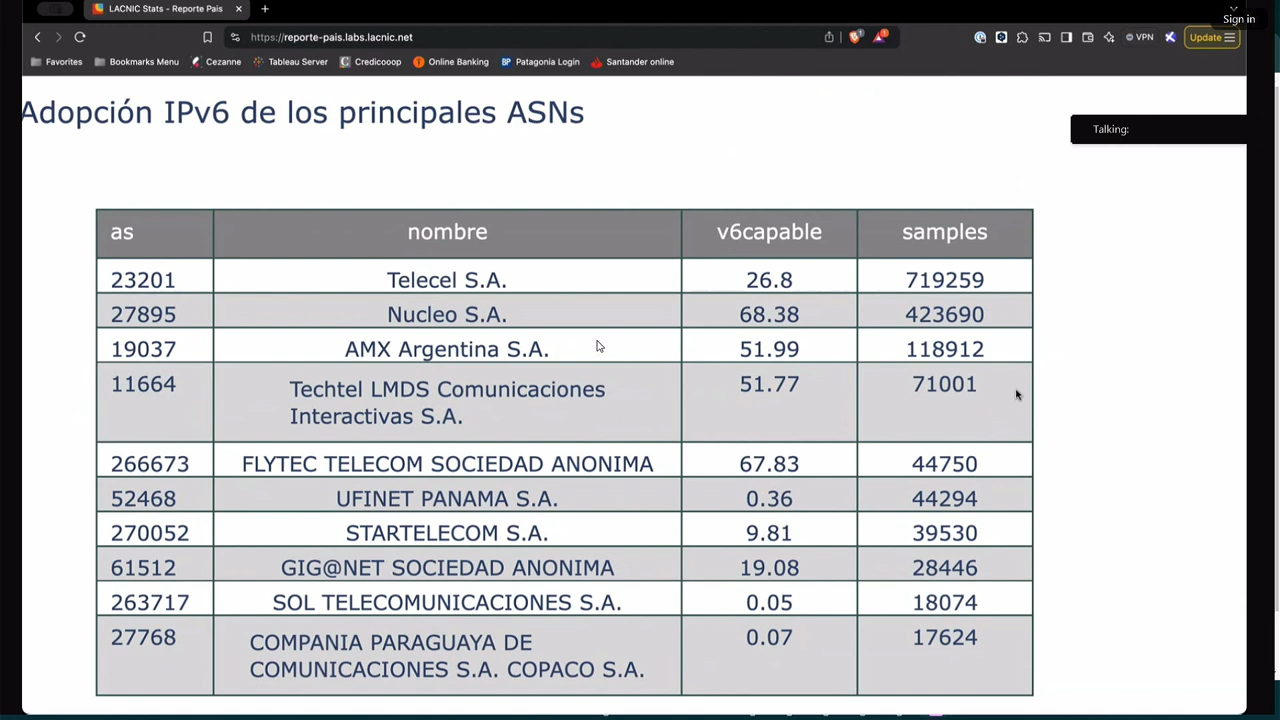 LACNIC Stats - Reporte Pais
Sign in
https://reporte-pais.labs.lacnic.net
VPN
Update
Favorites
Bookmarks Menu
Cezanne
Tableau Server
Credicooop
Online Banking
BP Patagonia Login
Santander online
Adopción IPv6 de los principales ASNs
Talking:
as nombre v6capable samples
23201 Telecel S.A. 26.8 719259
27895 Nucleo S.A. 68.38 423690
19037 AMX Argentina S.A. 51.99 118912
11664 Techtel LMDS Comunicaciones 51.77 71001
Interactivas S.A.
266673 FLYTEC TELECOM SOCIEDAD ANONIMA 67.83 44750
52468 UFINET PANAMA S.A. 0.36 44294
270052 STARTELECOM S.A. 9.81 39530
61512 GIG@NET SOCIEDAD ANONIMA 19.08 28446
263717 SOL TELECOMUNICACIONES S.A. 0.05 18074
27768 COMPANIA PARAGUAYA DE 0.07 17624
COMUNICACIONES S.A. COPACO S.A.